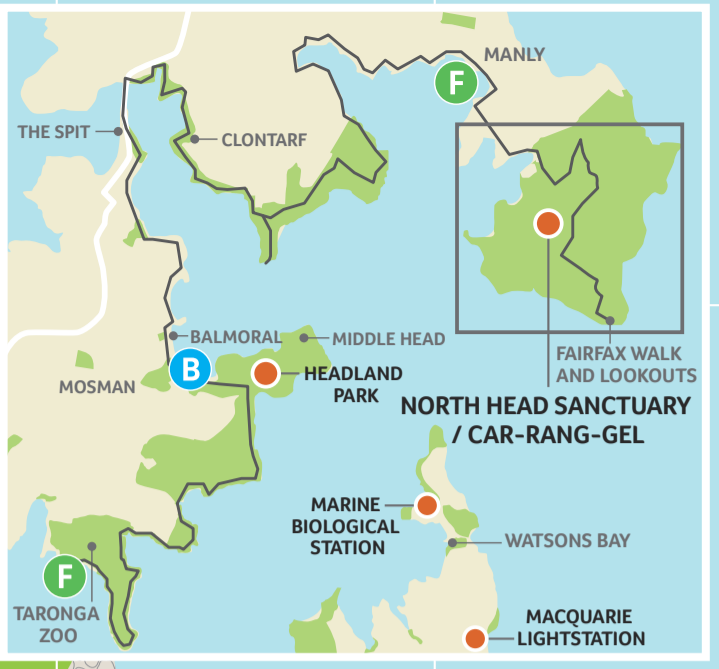 MANLY
F
THE SPIT
CLONTARF
BALMORAL
MIDDLE HEAD
B
MOSMAN
HEADLAND
PARK
FAIRFAX WALK
AND LOOKOUTS
NORTH HEAD SANCTUARY
/ CAR-RANG-GEL
MARINE
BIOLOGICAL
STATION
WATSONS BAY
F
TARONGA
ZOO
MACQUARIE
LIGHTSTATION